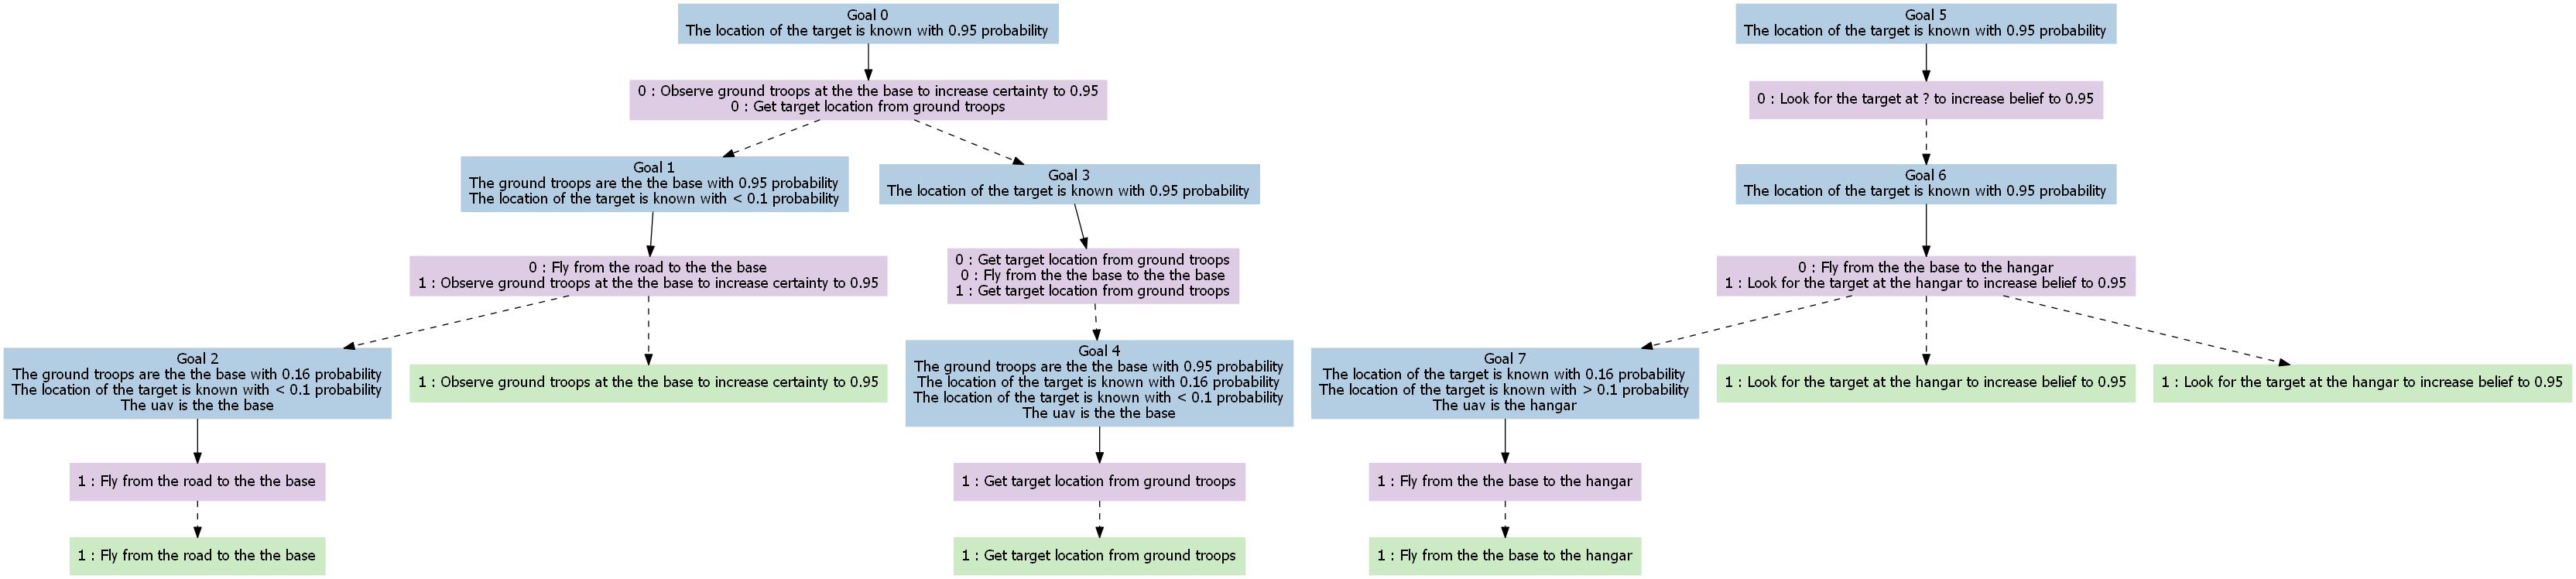 Goal 0
The location of the target is known with 0.95 probability
0 : Observe ground troops at the the base to increase certainty to 0.95
0 : Get target location from ground troops
Goal 1
The ground troops are the the base with 0.95 probability
The location of the target is known with < 0.1 probability
0 : Fly from the road to the the base
1 : Observe ground troops at the the base to increase certainty to 0.95
Goal 2
The ground troops are the the base with 0.16 probability
The location of the target is known with < 0.1 probability
The uav is the the base
1 : Fly from the road to the the base
1 : Fly from the road to the the base
1 : Observe ground troops at the the base to increase certainty to 0.95
Goal 3
The location of the target is known with 0.95 probability
0 : Get target location from ground troops
0 : Fly from the the base to the the base
1 : Get target location from ground troops
Goal 4
The ground troops are the the base with 0.95 probability
The location of the target is known with 0.16 probability
The location of the target is known with < 0.1 probability
The uav is the the base
1 : Get target location from ground troops
1 : Get target location from ground troops
Goal 5
The location of the target is known with 0.95 probability
0 : Look for the target at ? to increase belief to 0.95
Goal 6
The location of the target is known with 0.95 probability
0 : Fly from the the base to the hangar
1 : Look for the target at the hangar to increase belief to 0.95
Goal 7
The location of the target is known with 0.16 probability
The location of the target is known with > 0.1 probability
The uav is the hangar
1 : Fly from the the base to the hangar
1 : Fly from the the base to the hangar
1 : Look for the target at the hangar to increase belief to 0.95
1 : Look for the target at the hangar to increase belief to 0.95